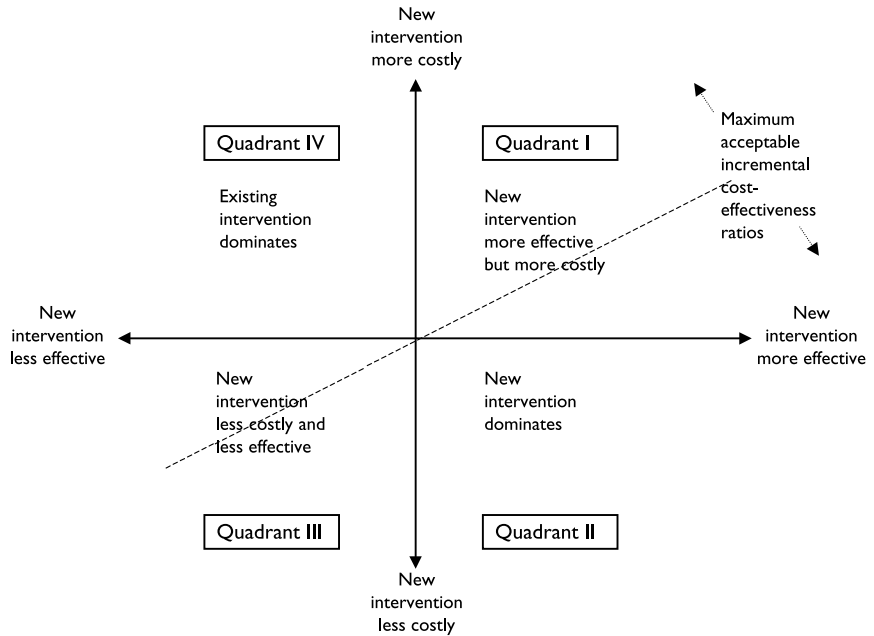 New
intervention
more costly
Quadrant IV
Quadrant I
Maximum
acceptable
incremental
cost-
effectiveness
ratios
Existing
intervention
dominates
New
intervention
more effective
but more costly
New
intervention
less effective
New
intervention
more effective
New
intervention
less costly and
less effective
New
intervention
dominates
Quadrant III
Quadrant II
New
intervention
less costly